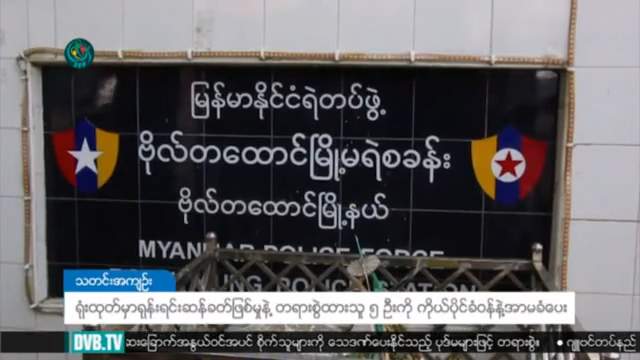 မြန်မာနိုင်ငံရဲတပ်ဖွဲ့
ဗိုလ်တထောင်မြို့မရဲစခန်း
ဗိုလ်တထောင်မြို့နယ်
MYANMAR POLICE FORCE
သတင်းအကျဉ်း
ရုံးထုတ်မှာရုန်းရင်းဆန်ခတ်ဖြစ်မှုနဲ့ တရားစွဲထားသူ ၅ ဦးကို ကိုယ်ပိုင်ခံဝန်နဲ့အာမခံပေး
DVB.TV
ဆးခြောက်အနွယ်ဝင်အပင် စိုက်သူများကို သေဒဏ်ပေးနိုင်သည့် ပုဒ်မများဖြင့် တရားစွဲ။ • ဂျူဝင်တပ်နည်